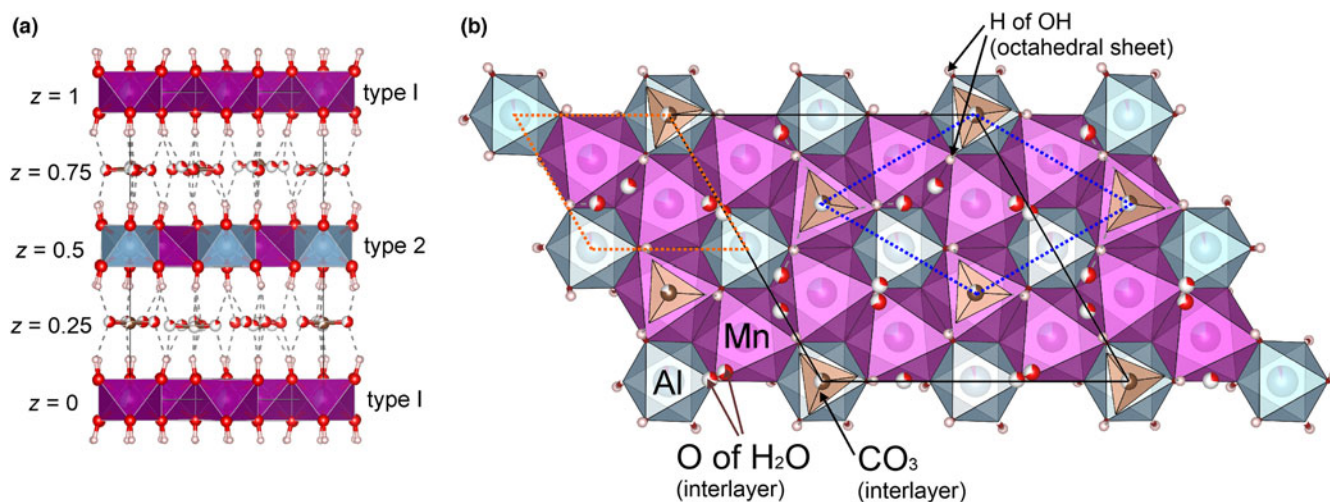 (a)
z = 1
type I
z = 0.75
z = 0.5
type 2
z = 0.25
z = 0
type I
(b)
H of OH
(octahedral sheet)
Mn
Al
O of H₂O
(interlayer)
CO₃
(interlayer)